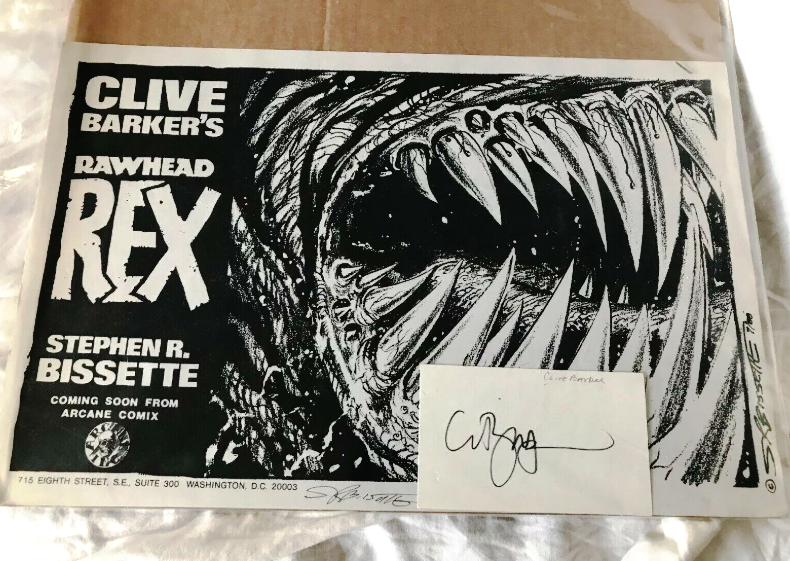 CLIVE
BARKER'S
RAWHEAD
REX
STEPHEN R.
BISSETTE
COMING SOON FROM
ARCANE COMIX
715 EIGHTH STREET, S.E., SUITE 300 WASHINGTON, D.C. 20003
Clive Barker
© SRBISSETTE